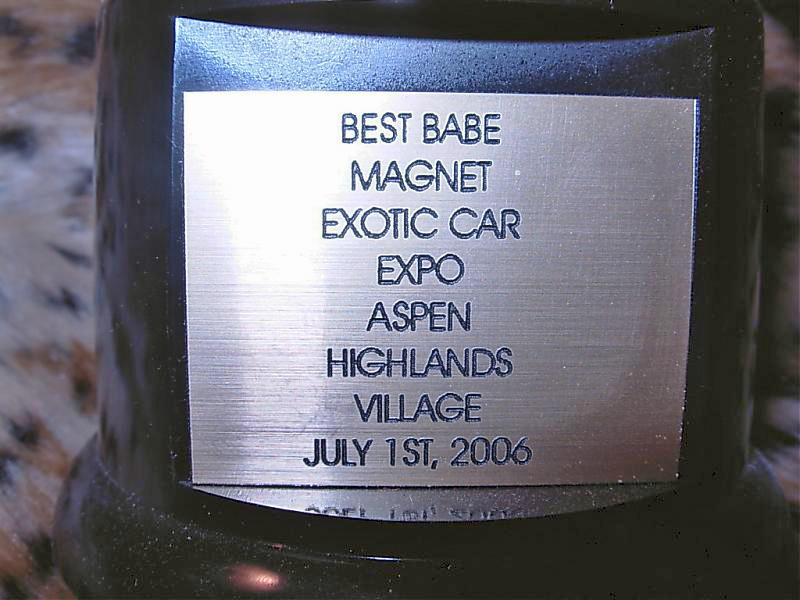 BEST BABE
MAGNET
EXOTIC CAR
EXPO
ASPEN
HIGHLANDS
VILLAGE
JULY 1ST, 2006